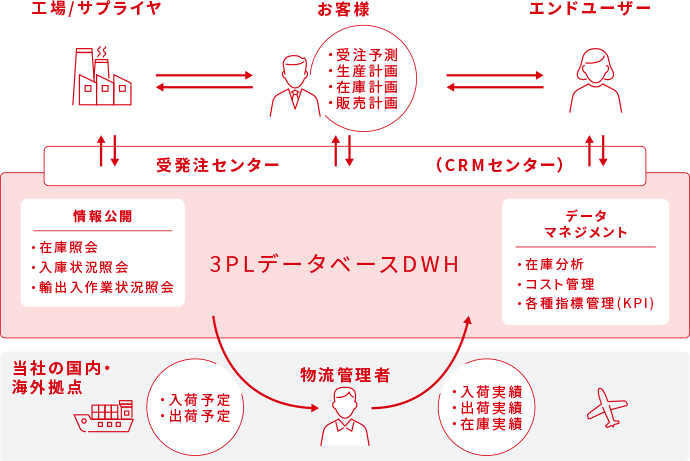 工場/サプライヤ
お客様
エンドユーザー
・受注予測
・生産計画
・在庫計画
・販売計画
受発注センター
（CRMセンター）
情報公開
・在庫照会
・入庫状況照会
・輸出入作業状況照会
3PLデータベースDWH
データ
マネジメント
・在庫分析
・コスト管理
・各種指標管理(KPI)
当社の国内・
海外拠点
・入荷予定
・出荷予定
物流管理者
・入荷実績
・出荷実績
・在庫実績